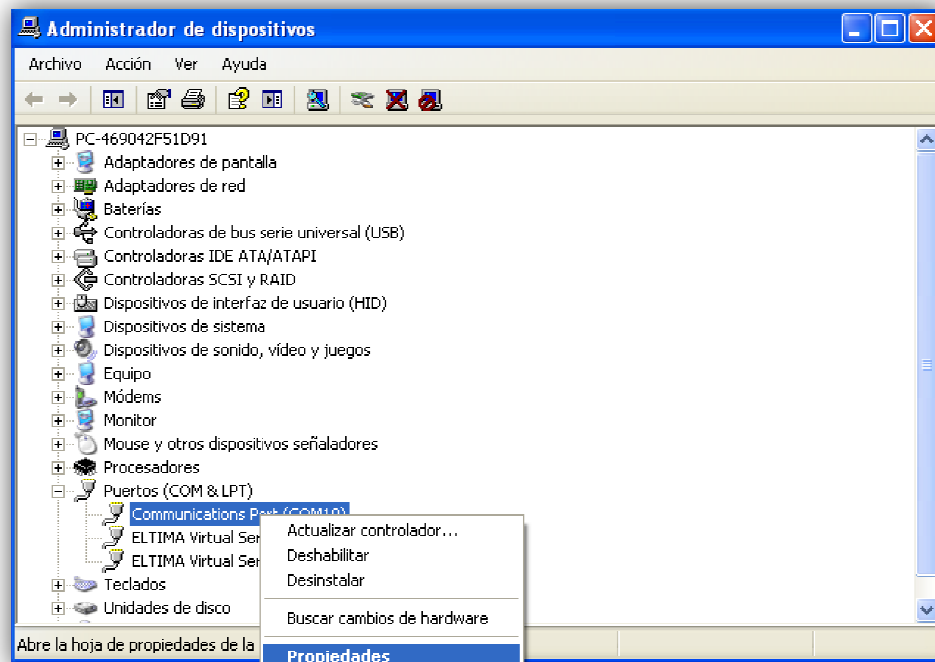 Administrador de dispositivos
Archivo Acción Ver Ayuda
PC-469042F51D91
Adaptadores de pantalla
Adaptadores de red
Baterías
Controladoras de bus serie universal (USB)
Controladoras IDE ATA/ATAPI
Controladoras SCSI y RAID
Dispositivos de interfaz de usuario (HID)
Dispositivos de sistema
Dispositivos de sonido, vídeo y juegos
Equipo
Módems
Monitor
Mouse y otros dispositivos señaladores
Procesadores
Puertos (COM & LPT)
Communications Port (COM10)
Actualizar controlador...
ELTIMA Virtual Ser
Deshabilitar
ELTIMA Virtual Ser
Desinstalar
Teclados
Unidades de disco
Buscar cambios de hardware
Abre la hoja de propiedades de la
Propiedades